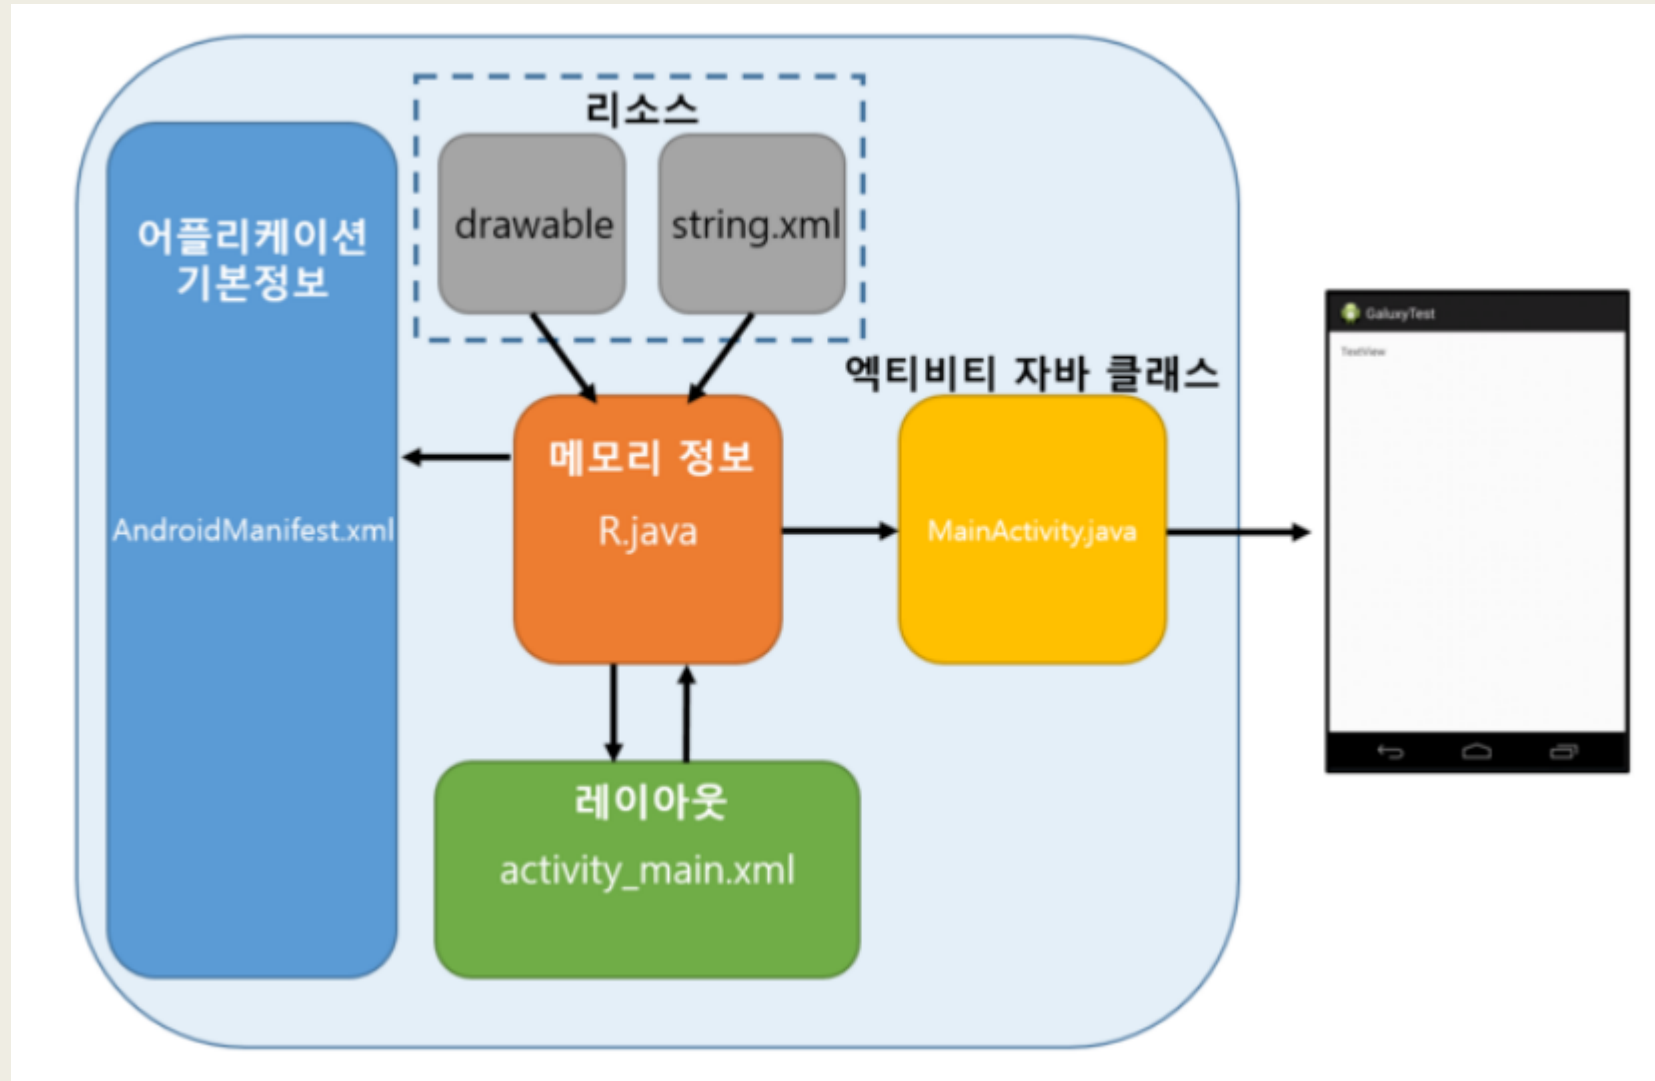 리소스
drawable
string.xml
어플리케이션
기본정보
AndroidManifest.xml
메모리 정보
R.java
엑티비티 자바 클래스
MainActivity.java
레이아웃
activity_main.xml
GaluxyTest
TextView